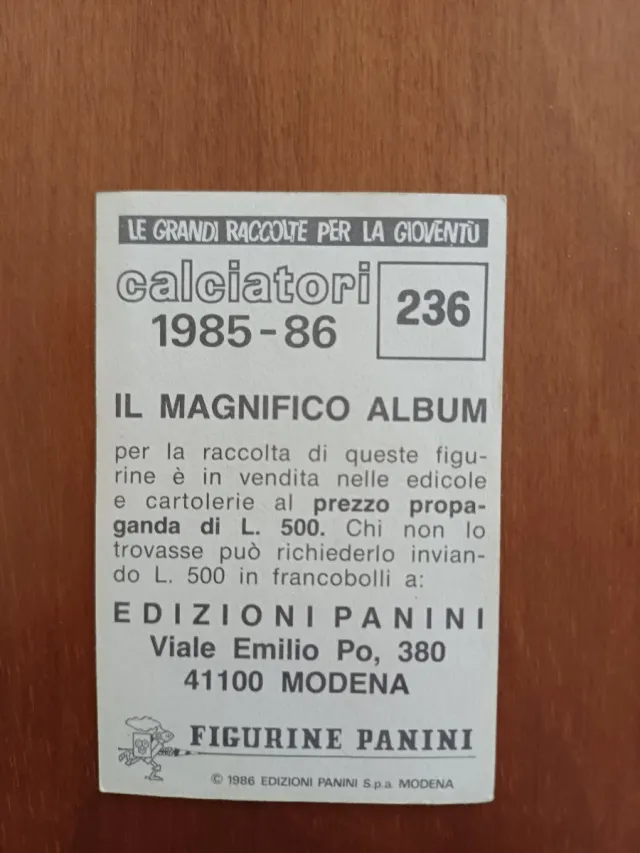 LE GRANDI RACCOLTE PER LA GIOVENTÙ
calciatori
1985-86
236
IL MAGNIFICO ALBUM
per la raccolta di queste figu-
rine è in vendita nelle edicole
e cartolerie al prezzo propa-
ganda di L. 500. Chi non lo
trovasse può richiederlo invian-
do L. 500 in francobolli a:
EDIZIONI PANINI
Viale Emilio Po, 380
41100 MODENA
FIGURINE PANINI
© 1986 EDIZIONI PANINI S.p.a. MODENA